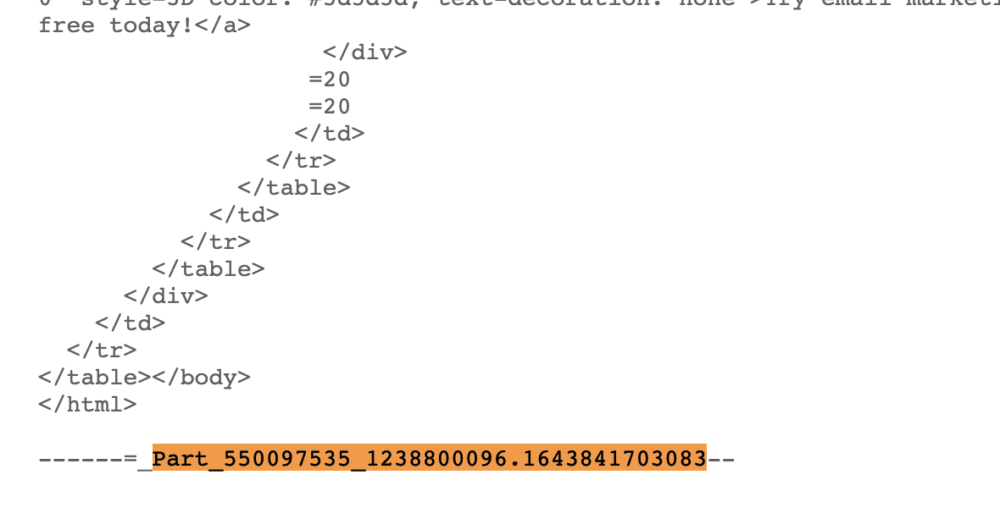 free today!</a>
</div>
=20
=20
</td>
</tr>
</table>
</td>
</tr>
</table>
</div>
</td>
</tr>
</table></body>
</html>
------=_Part_550097535_1238800096.1643841703083--